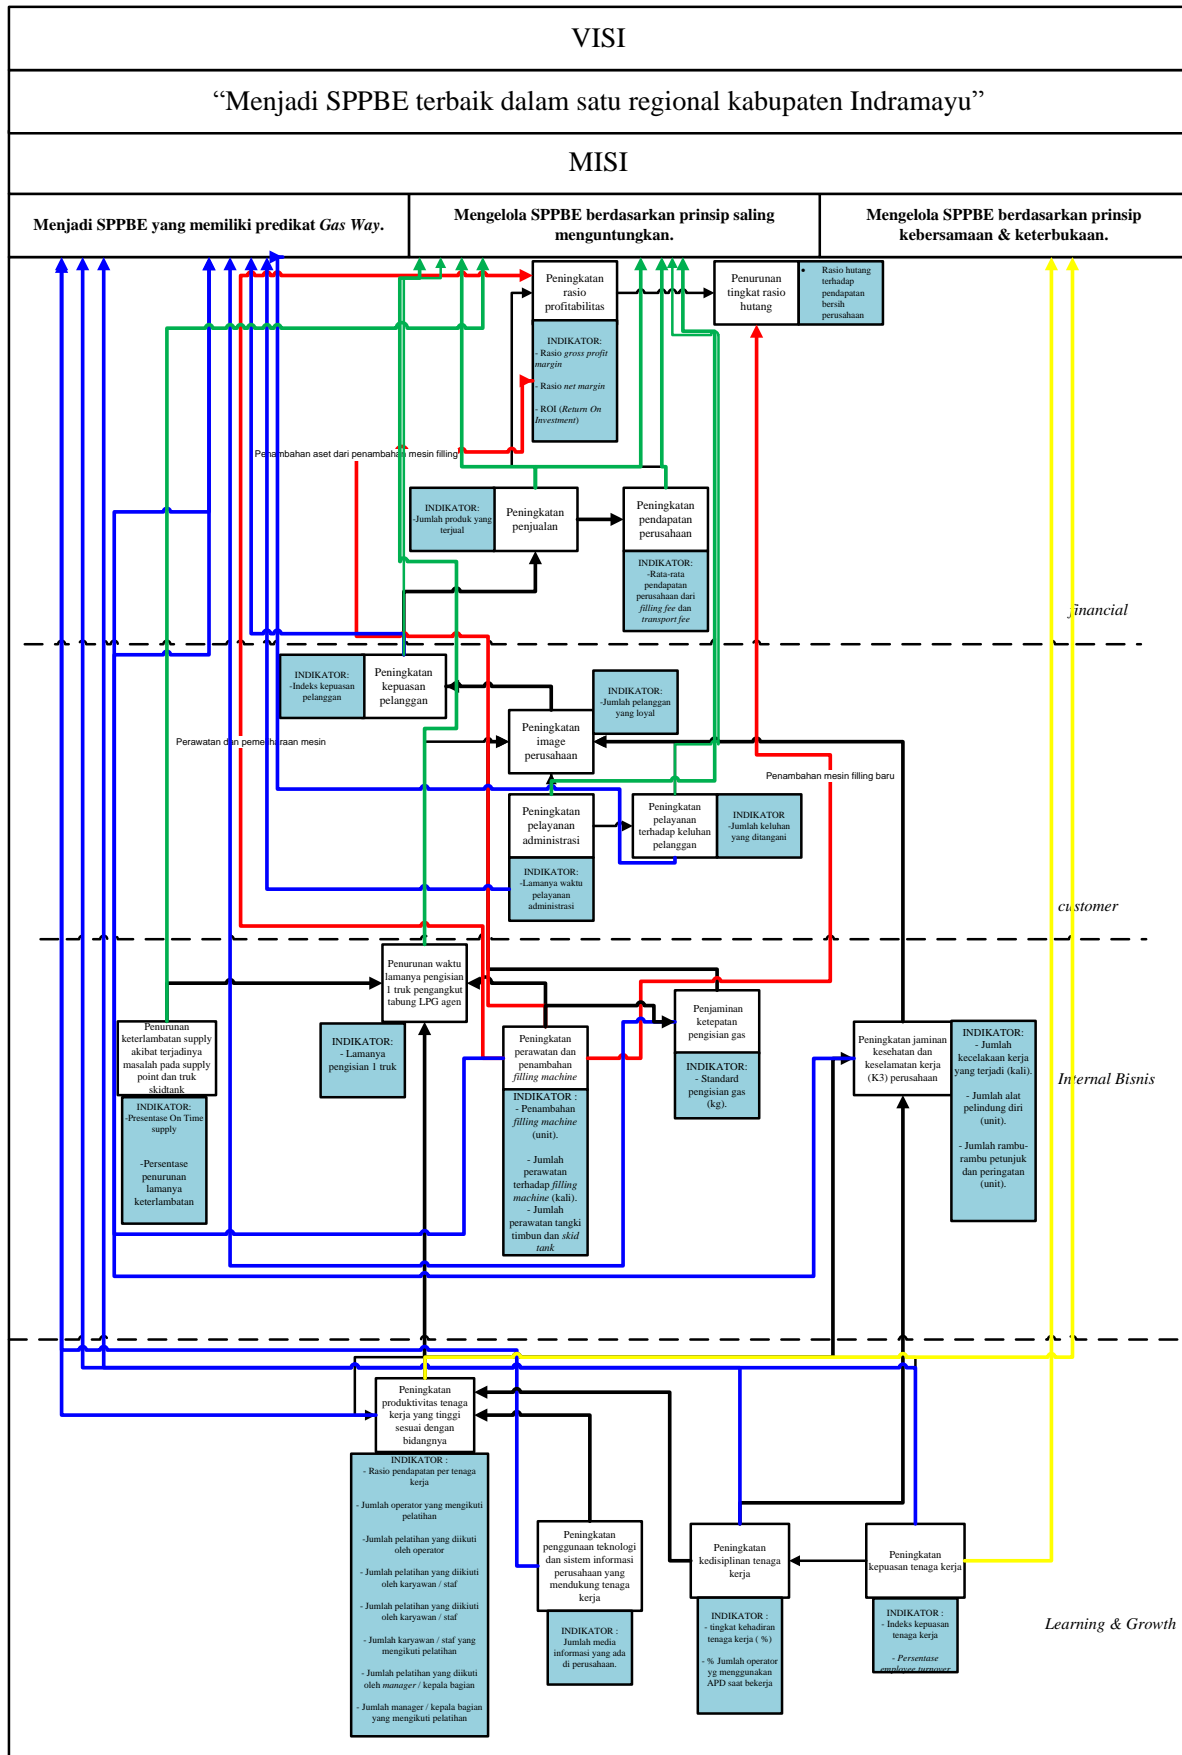 VISI
“Menjadi SPPBE terbaik dalam satu regional kabupaten Indramayu”
MISI
Menjadi SPPBE yang memiliki predikat Gas Way.
Mengelola SPPBE berdasarkan prinsip saling
menguntungkan.
Mengelola SPPBE berdasarkan prinsip
kebersamaan & keterbukaan.
Peningkatan
rasio
profitabilitas
INDIKATOR:
- Rasio gross profit
margin
- Rasio net margin
- ROI (Return On
Investment)
Penurunan
tingkat rasio
hutang
• Rasio hutang
terhadap
pendapatan
bersih
perusahaan
Penambahan aset dari penambahan mesin filling
INDIKATOR:
-Jumlah produk yang
terjual
Peningkatan
penjualan
Peningkatan
pendapatan
perusahaan
INDIKATOR:
-Rata-rata
pendapatan
perusahaan dari
filling fee dan
transport fee
financial
INDIKATOR:
-Indeks kepuasan
pelanggan
Peningkatan
kepuasan
pelanggan
INDIKATOR:
-Jumlah pelanggan
yang loyal
Peningkatan
image
perusahaan
Perawatan dan pemeliharaan mesin
Penambahan mesin filling baru
Peningkatan
pelayanan
administrasi
INDIKATOR:
-Lamanya waktu
pelayanan
administrasi
Peningkatan
pelayanan
terhadap keluhan
pelanggan
INDIKATOR
-Jumlah keluhan
yang ditangani
customer
Penurunan waktu
lamanya pengisian
1 truk pengangkut
tabung LPG agen
INDIKATOR:
- Lamanya
pengisian 1 truk
Penurunan
keterlambatan supply
akibat terjadinya
masalah pada supply
point dan truk
skidtank
INDIKATOR:
-Presentase On Time
supply
-Persentase
penurunan
lamanya
keterlambatan
Peningkatan
perawatan dan
penambahan
filling machine
INDIKATOR :
- Penambahan
filling machine
(unit).
- Jumlah
perawatan
terhadap filling
machine (kali).
- Jumlah
perawatan tangki
timbun dan skid
tank
Penjaminan
ketepatan
pengisian gas
INDIKATOR:
- Standard
pengisian gas
(kg).
Peningkatan jaminan
kesehatan dan
keselamatan kerja
(K3) perusahaan
INDIKATOR:
- Jumlah
kecelakaan kerja
yang terjadi (kali).
- Jumlah alat
pelindung diri
(unit).
- Jumlah rambu-
rambu petunjuk
dan peringatan
(unit).
Internal Bisnis
Peningkatan
produktivitas tenaga
kerja yang tinggi
sesuai dengan
bidangnya
INDIKATOR :
- Rasio pendapatan per tenaga
kerja
- Jumlah operator yang mengikuti
pelatihan
-Jumlah pelatihan yang diikuti
oleh operator
- Jumlah pelatihan yang diikiuti
oleh karyawan / staf
- Jumlah pelatihan yang diikiuti
oleh karyawan / staf
- Jumlah karyawan / staf yang
mengikuti pelatihan
- Jumlah pelatihan yang diikuti
oleh manager / kepala bagian
- Jumlah manager / kepala bagian
yang mengikuti pelatihan
Peningkatan
penggunaan teknologi
dan sistem informasi
perusahaan yang
mendukung tenaga
kerja
INDIKATOR :
Jumlah media
informasi yang ada
di perusahaan.
Peningkatan
kedisiplinan tenaga
kerja
INDIKATOR :
- tingkat kehadiran
tenaga kerja ( %)
- % Jumlah operator
yg menggunakan
APD saat bekerja
Peningkatan
kepuasan tenaga kerja
INDIKATOR :
- Indeks kepuasan
tenaga kerja
- Persentase
employee turnover
Learning & Growth